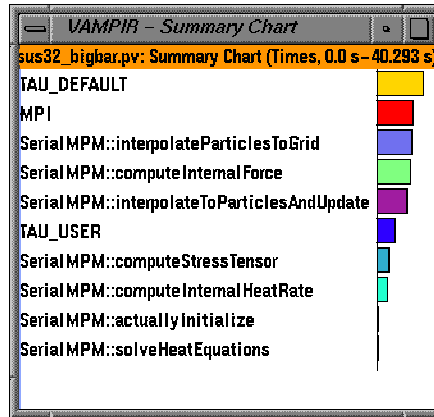 VAMPIR - Summary Chart
sus32_bigbar.pv: Summary Chart (Times, 0.0 s-40.293 s)
TAU_DEFAULT
MPI
SerialMPM::interpolateParticlesToGrid
SerialMPM::computeInternalForce
SerialMPM::interpolateToParticlesAndUpdate
TAU_USER
SerialMPM::computeStressTensor
SerialMPM::computeInternalHeatRate
SerialMPM::actuallyInitialize
SerialMPM::solveHeatEquations